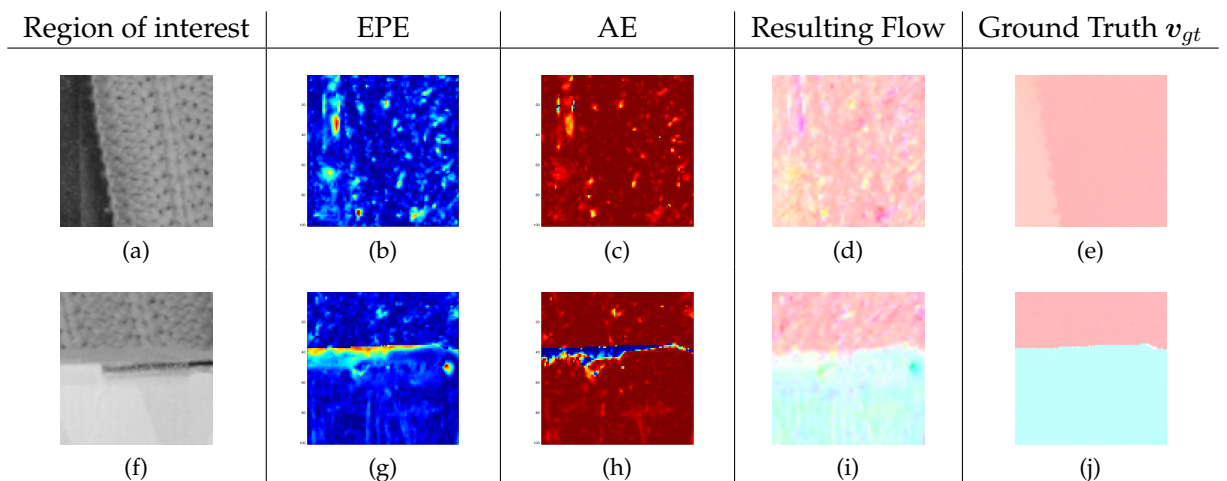 Region of interest EPE AE Resulting Flow Ground Truth v_gt
(a) (b) (c) (d) (e)
(f) (g) (h) (i) (j)